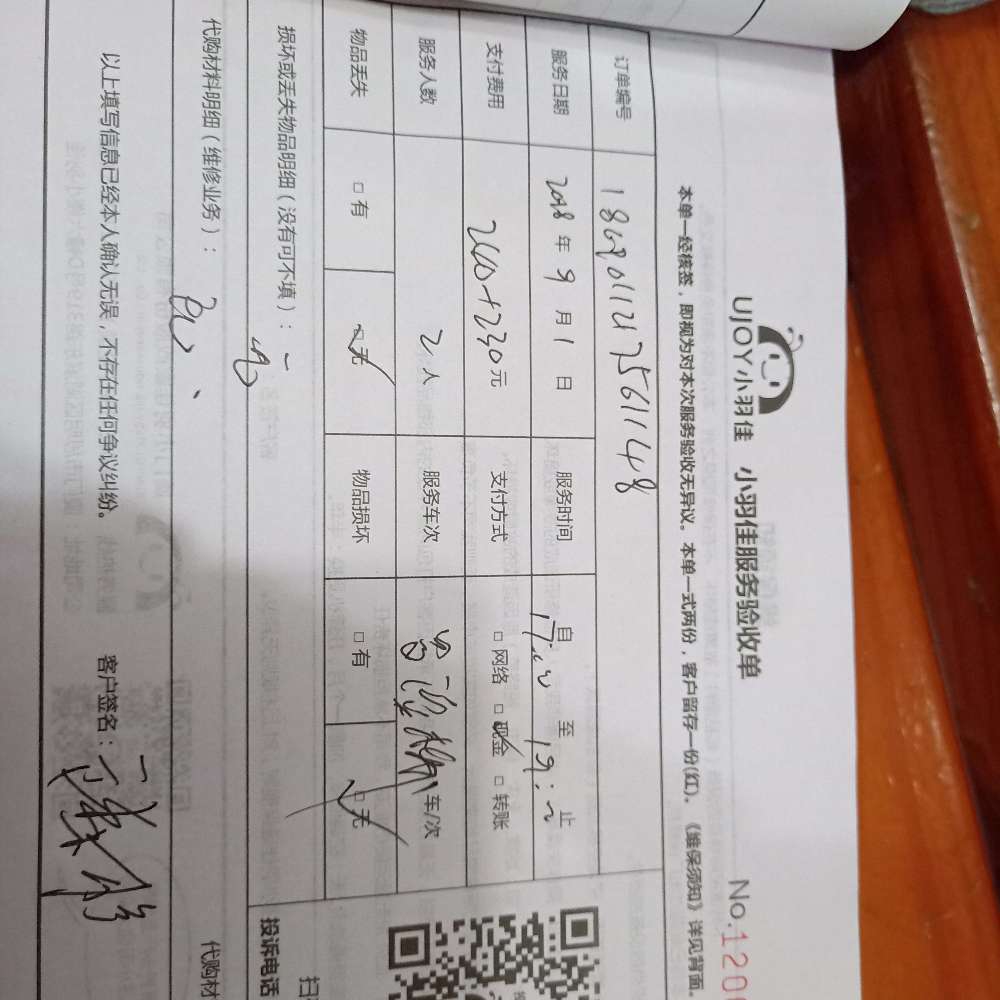 UJOY小羽佳 小羽佳服务验收单 No.120
本单一经核签，即视为对本次服务验收无异议。本单一式两份，客户留存一份(红)。《维保须知》详见背面。
订单编号 1868011217561148
服务日期 2018年9月1日 服务时间 自 至 止
支付费用 260+230元 支付方式 □网络 □现金 □转账
服务人数 2人 服务车次 车/次
物品丢失 □有 □无 物品损坏 □有 □无
损坏或丢失物品明细（没有可不填）：
投诉电话
代购材料明细（维修业务）：
代购材
以上填写信息已经本人确认无误，不存在任何争议纠纷。 客户签名：